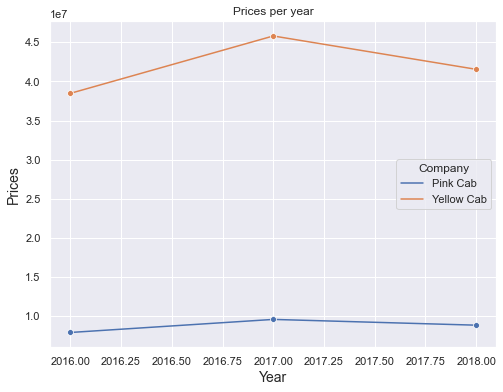 Prices per year
1e7
4.5
4.0
3.5
3.0
2.5
2.0
1.5
1.0
Prices
Company
Pink Cab
Yellow Cab
2016.00 2016.25 2016.50 2016.75 2017.00 2017.25 2017.50 2017.75 2018.00
Year